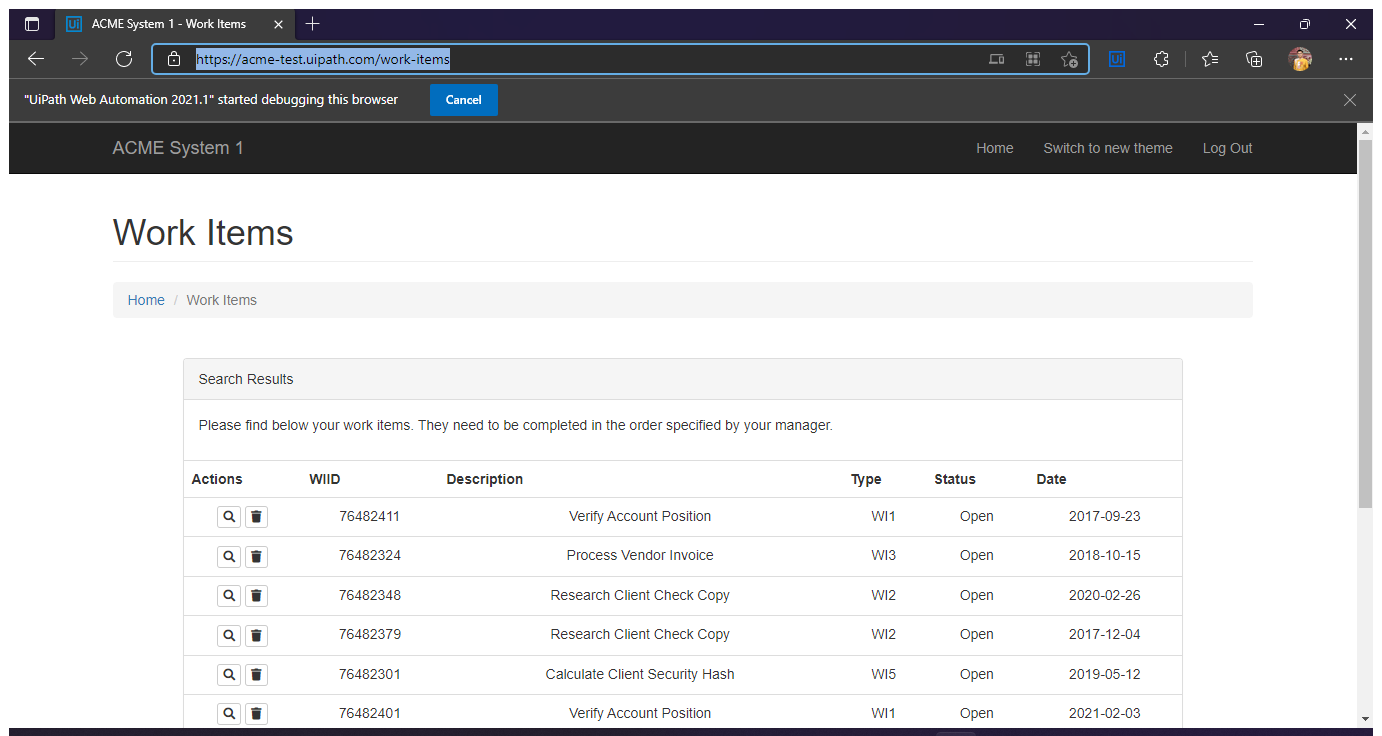 Ui ACME System 1 - Work Items
https://acme-test.uipath.com/work-items Ui
"UiPath Web Automation 2021.1" started debugging this browser Cancel
ACME System 1 Home Switch to new theme Log Out
Work Items
Home / Work Items
Search Results
Please find below your work items. They need to be completed in the order specified by your manager.
Actions WIID Description Type Status Date
76482411 Verify Account Position WI1 Open 2017-09-23
76482324 Process Vendor Invoice WI3 Open 2018-10-15
76482348 Research Client Check Copy WI2 Open 2020-02-26
76482379 Research Client Check Copy WI2 Open 2017-12-04
76482301 Calculate Client Security Hash WI5 Open 2019-05-12
76482401 Verify Account Position WI1 Open 2021-02-03